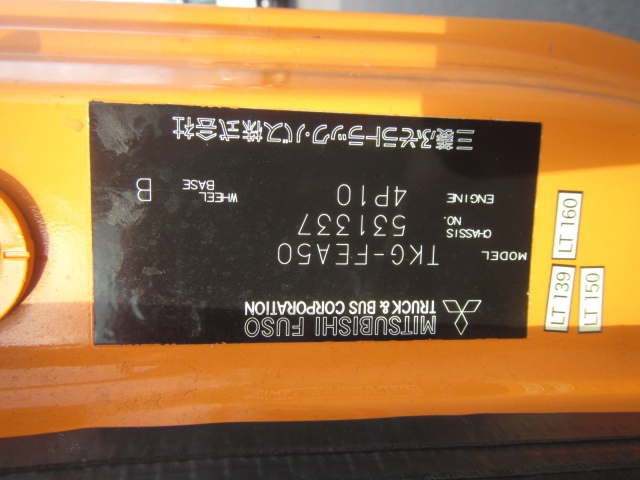 MITSUBISHI FUSO
TRUCK & BUS CORPORATION
MODEL TKG-FEA50
CHASSIS NO. 531337
ENGINE 4P10 WHEEL BASE B
三菱ふそうトラック・バス株式会社
LT 139
LT 150
LT 160